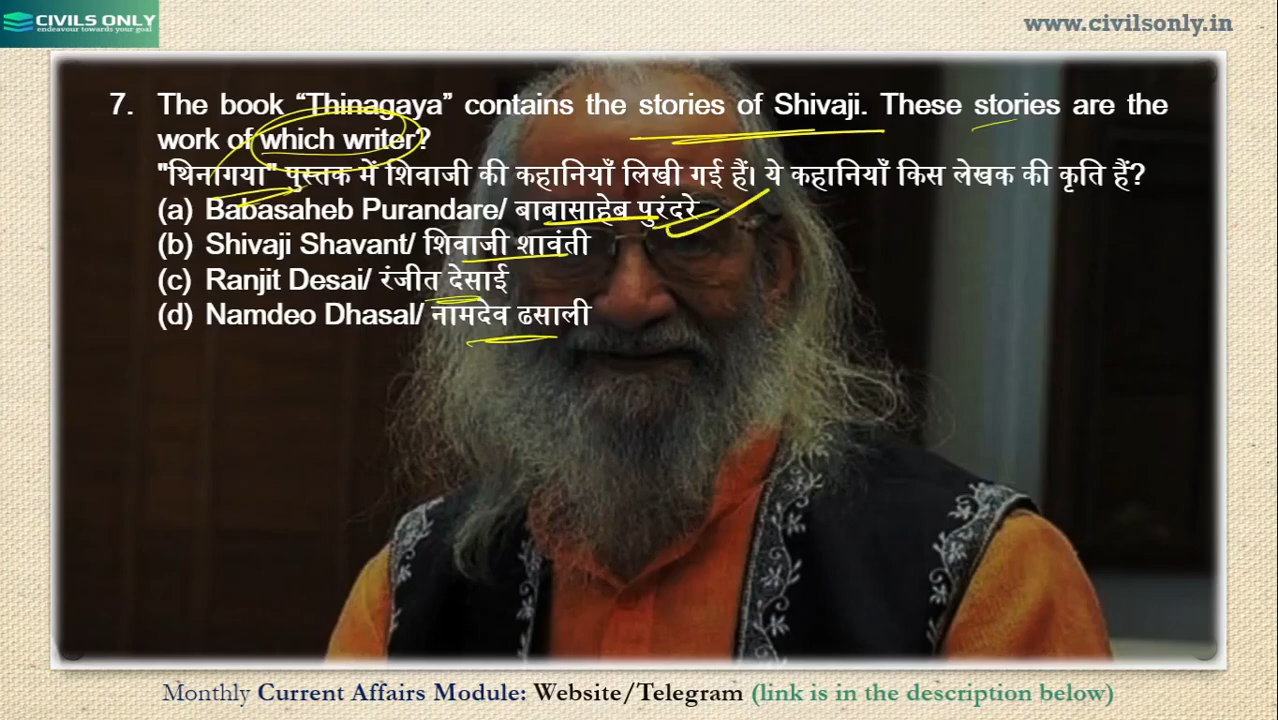 CIVILS ONLY
endeavour towards your goal
www.civilsonly.in
7. The book “Thinagaya” contains the stories of Shivaji. These stories are the
work of which writer?
"थिनागया" पुस्तक में शिवाजी की कहानियाँ लिखी गई हैं। ये कहानियाँ किस लेखक की कृति हैं?
(a) Babasaheb Purandare/ बाबासाहेब पुरंदरे
(b) Shivaji Shavant/ शिवाजी शावंती
(c) Ranjit Desai/ रंजीत देसाई
(d) Namdeo Dhasal/ नामदेव ढसाली
Monthly Current Affairs Module: Website/Telegram (link is in the description below)